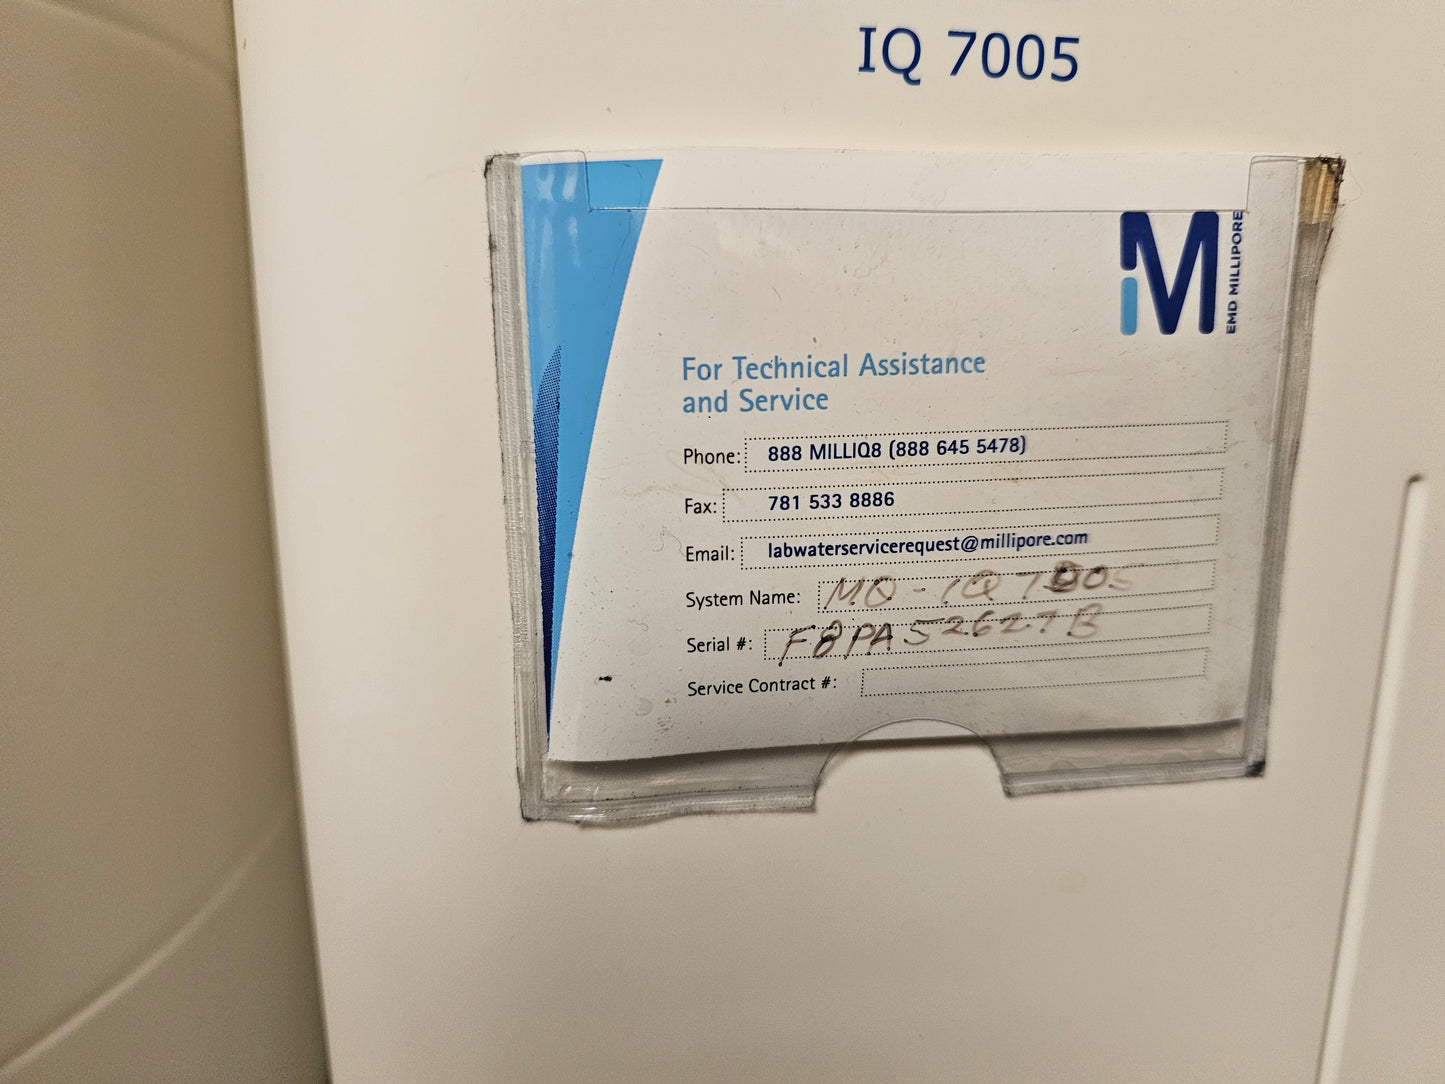 IQ 7005
M
EMD MILLIPORE
For Technical Assistance
and Service
Phone: 888 MILLIQ8 (888 645 5478)
Fax: 781 533 8886
Email: labwaterservicerequest@millipore.com
System Name: MQ - IQ 7005
Serial #: F8PA52627B
Service Contract #: